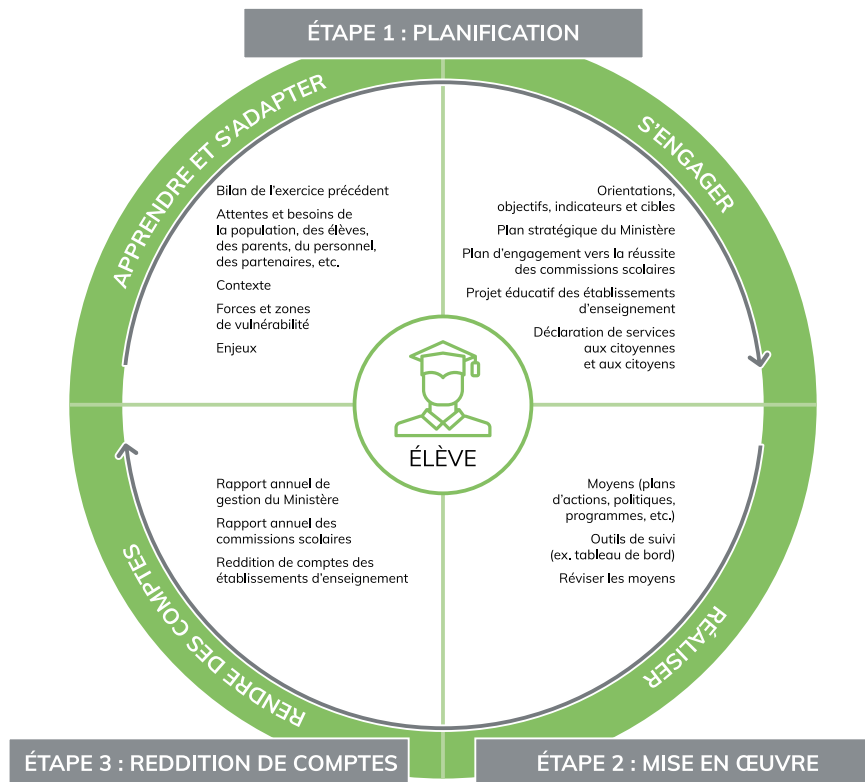 ÉTAPE 1 : PLANIFICATION
APPRENDRE ET S'ADAPTER
Bilan de l'exercice précédent
Attentes et besoins de
la population, des élèves,
des parents, du personnel,
des partenaires, etc.
Contexte
Forces et zones
de vulnérabilité
Enjeux
S'ENGAGER
Orientations,
objectifs, indicateurs et cibles
Plan stratégique du Ministère
Plan d'engagement vers la réussite
des commissions scolaires
Projet éducatif des établissements
d'enseignement
Déclaration de services
aux citoyennes
et aux citoyens
ÉLÈVE
Rapport annuel de
gestion du Ministère
Rapport annuel des
commissions scolaires
Reddition de comptes des
établissements d'enseignement
RENDRE DES COMPTES
Moyens (plans
d'actions, politiques,
programmes, etc.)
Outils de suivi
(ex. tableau de bord)
Réviser les moyens
RÉALISER
ÉTAPE 3 : REDDITION DE COMPTES
ÉTAPE 2 : MISE EN ŒUVRE